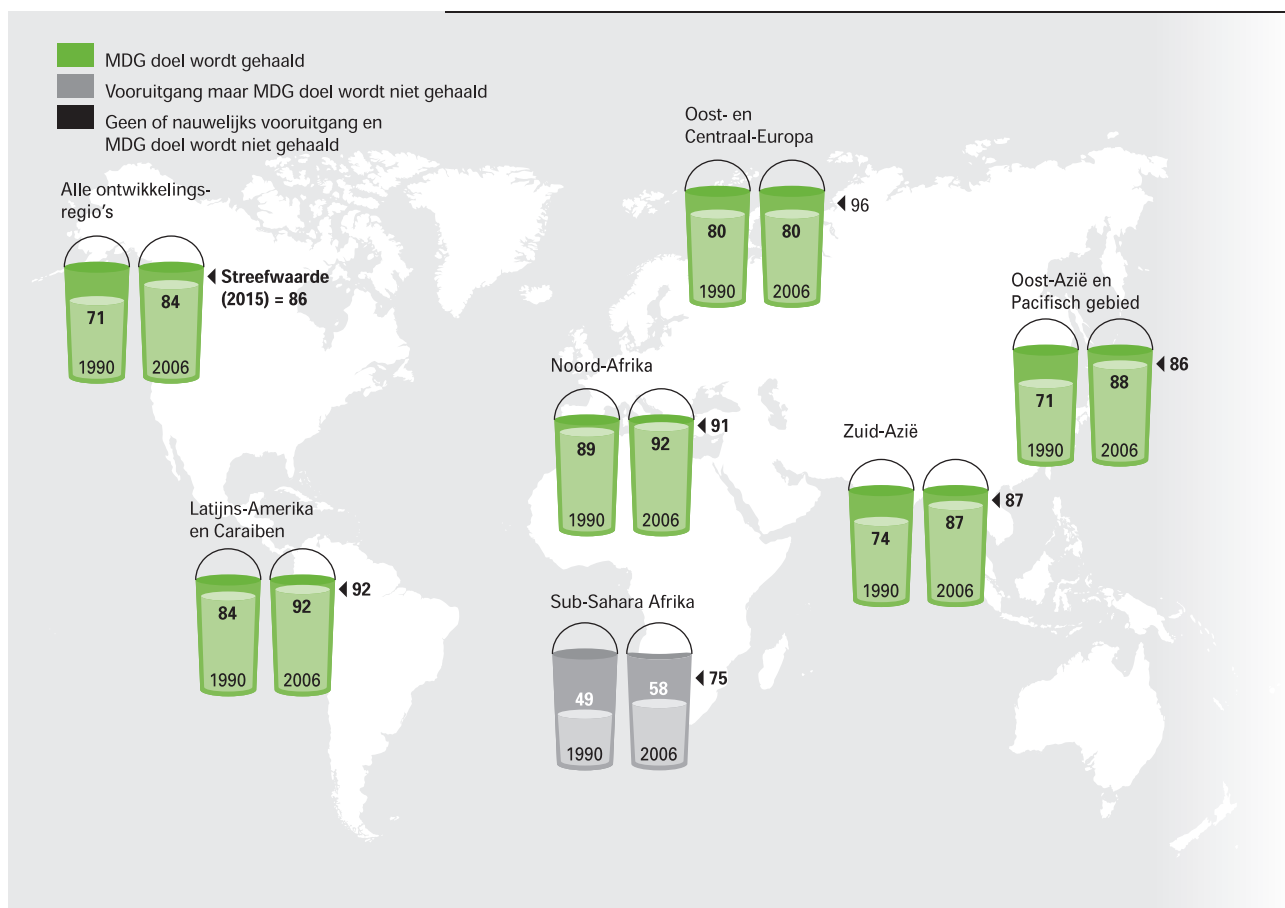 MDG doel wordt gehaald
Vooruitgang maar MDG doel wordt niet gehaald
Geen of nauwelijks vooruitgang en
MDG doel wordt niet gehaald
Alle ontwikkelings-
regio's
71
1990
84
2006
Streefwaarde
(2015) = 86
Oost- en
Centraal-Europa
80
1990
80
2006
96
Oost-Azië en
Pacifisch gebied
71
1990
88
2006
86
Noord-Afrika
89
1990
92
2006
91
Zuid-Azië
74
1990
87
2006
87
Latijns-Amerika
en Caraiben
84
1990
92
2006
92
Sub-Sahara Afrika
49
1990
58
2006
75